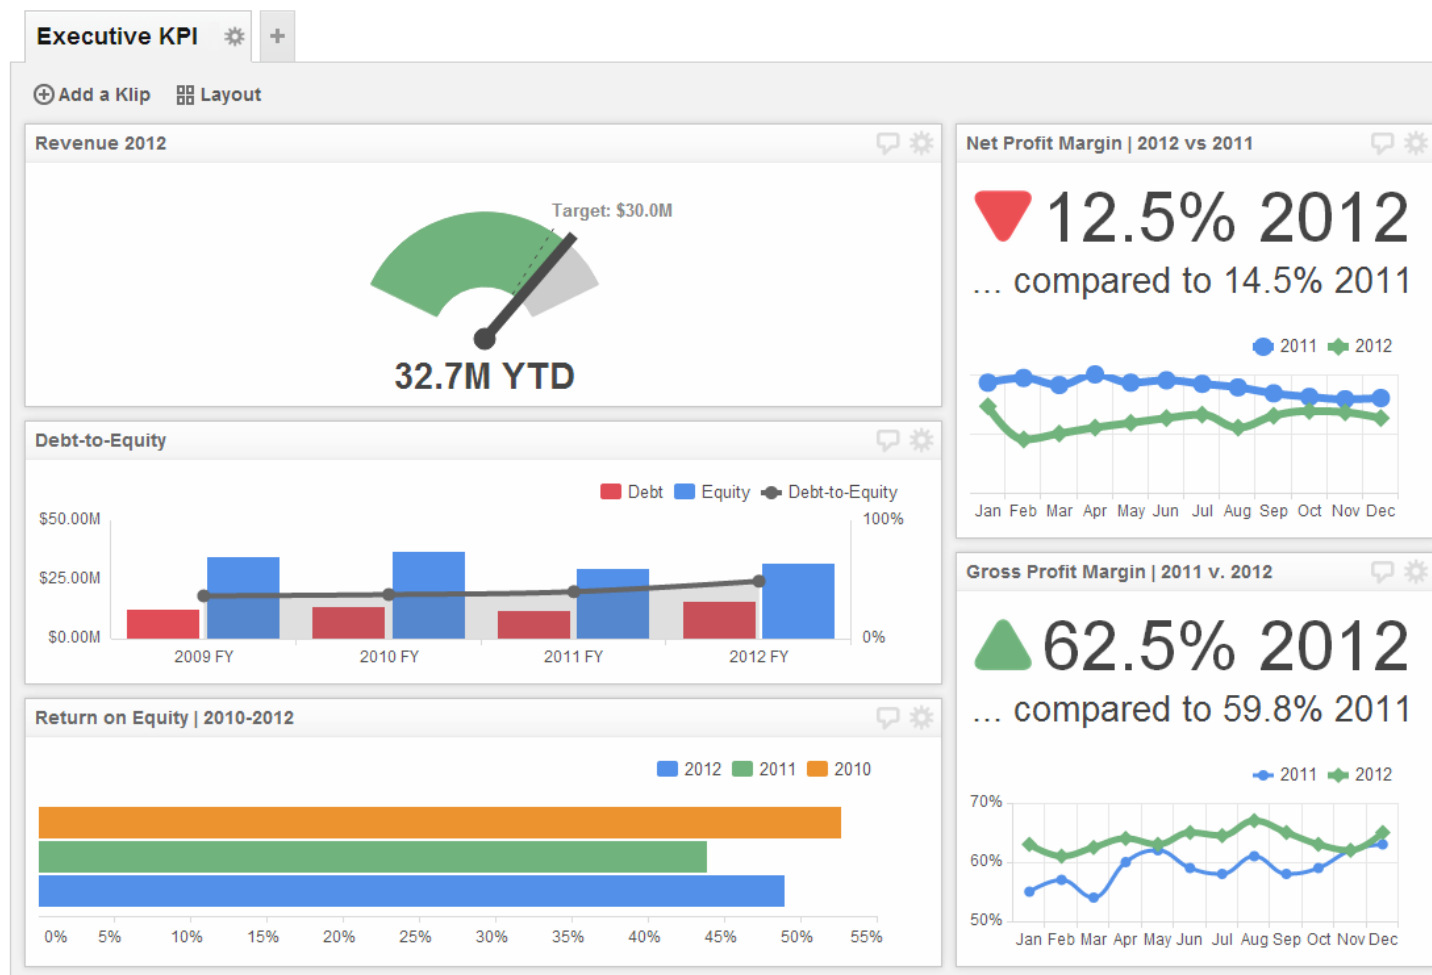 Executive KPI
+
Add a Klip Layout
Revenue 2012
Target: $30.0M
32.7M YTD
Debt-to-Equity
Debt Equity Debt-to-Equity
$50.00M 100%
$25.00M
$0.00M 0%
2009 FY 2010 FY 2011 FY 2012 FY
Return on Equity | 2010-2012
2012 2011 2010
0% 5% 10% 15% 20% 25% 30% 35% 40% 45% 50% 55%
Net Profit Margin | 2012 vs 2011
12.5% 2012
... compared to 14.5% 2011
2011 2012
Jan Feb Mar Apr May Jun Jul Aug Sep Oct Nov Dec
Gross Profit Margin | 2011 v. 2012
62.5% 2012
... compared to 59.8% 2011
2011 2012
70%
60%
50%
Jan Feb Mar Apr May Jun Jul Aug Sep Oct Nov Dec